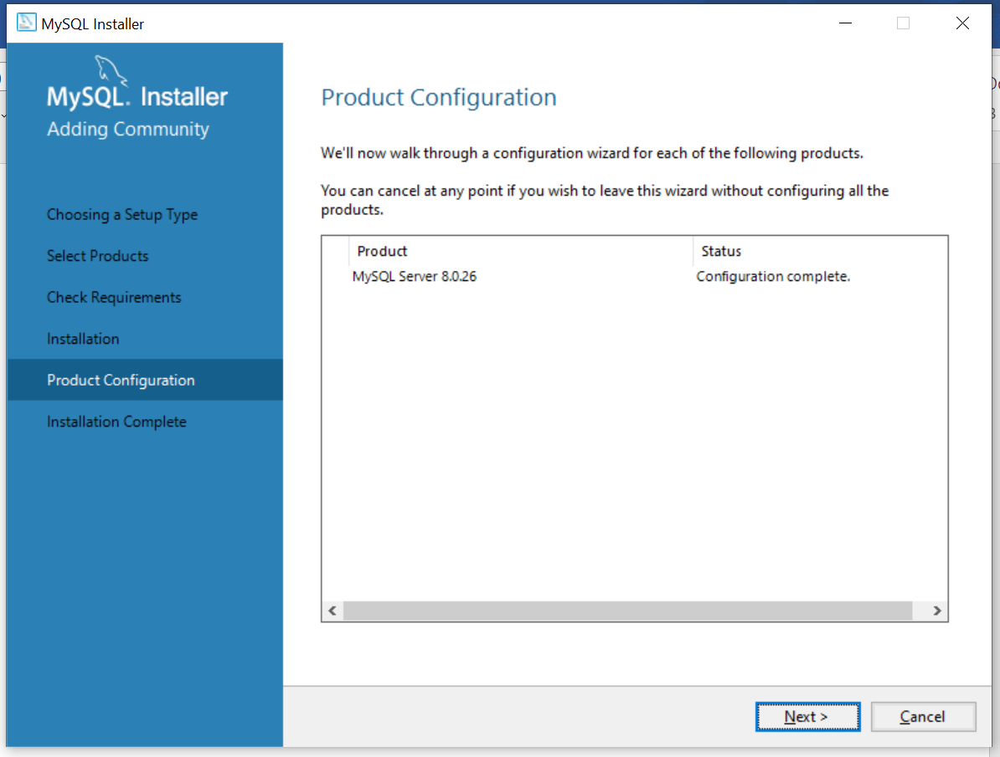 MySQL Installer
MySQL. Installer
Adding Community
Choosing a Setup Type
Select Products
Check Requirements
Installation
Product Configuration
Installation Complete
Product Configuration
We'll now walk through a configuration wizard for each of the following products.
You can cancel at any point if you wish to leave this wizard without configuring all the
products.
Product Status
MySQL Server 8.0.26 Configuration complete.
Next > Cancel